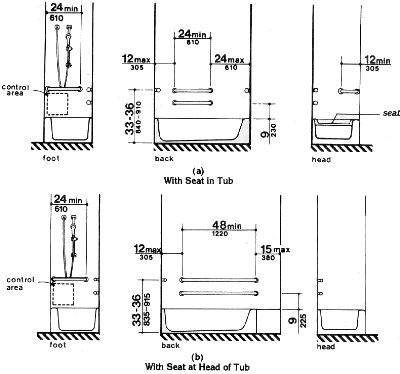 24 min
610
control
area
foot
12 max
305
24 min
610
24 max
610
33-36
840-910
9
230
back
12 min
305
seat
head
(a)
With Seat in Tub
24 min
610
control
area
foot
12 max
305
48 min
1220
15 max
380
33-36
835-915
9
225
back
head
(b)
With Seat at Head of Tub